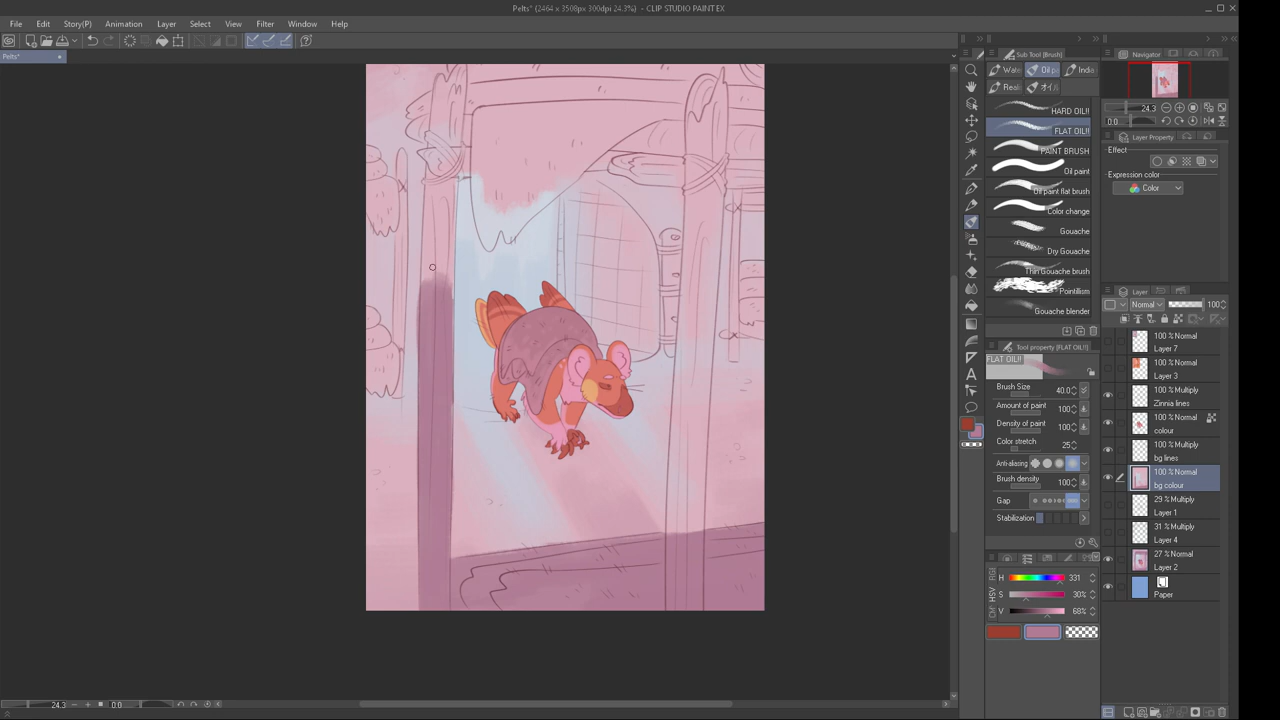 Pelts* (2464 x 3508px 300dpi 24.3%) - CLIP STUDIO PAINT EX
File Edit Story(P) Animation Layer Select View Filter Window Help
Pelts*
Sub Tool [Brush]
Wate Oil p India
Reali オイ
HARD OIL!!
FLAT OIL!!
PAINT BRUSH
Oil paint
Oil paint flat brush
Color change
Gouache
Dry Gouache
Thin Gouache brush
Pointillism
Gouache blender
Tool property [FLAT OIL!!]
FLAT OIL!!
Brush Size 40.0
Amount of paint 100
Density of paint 100
Color stretch 25
Anti-aliasing
Brush density 100
Gap
Stabilization
H 331
S 30%
V 68%
Navigator
24.3
0.0
Layer Property
Effect
Expression color
Color
Layer
Normal 100
100 % Normal
Layer 7
100 % Normal
Layer 3
100 % Multiply
Zinnia lines
100 % Normal
colour
100 % Multiply
bg lines
100 % Normal
bg colour
29 % Multiply
Layer 1
31 % Multiply
Layer 4
27 % Normal
Layer 2
Paper
24.3 0.0